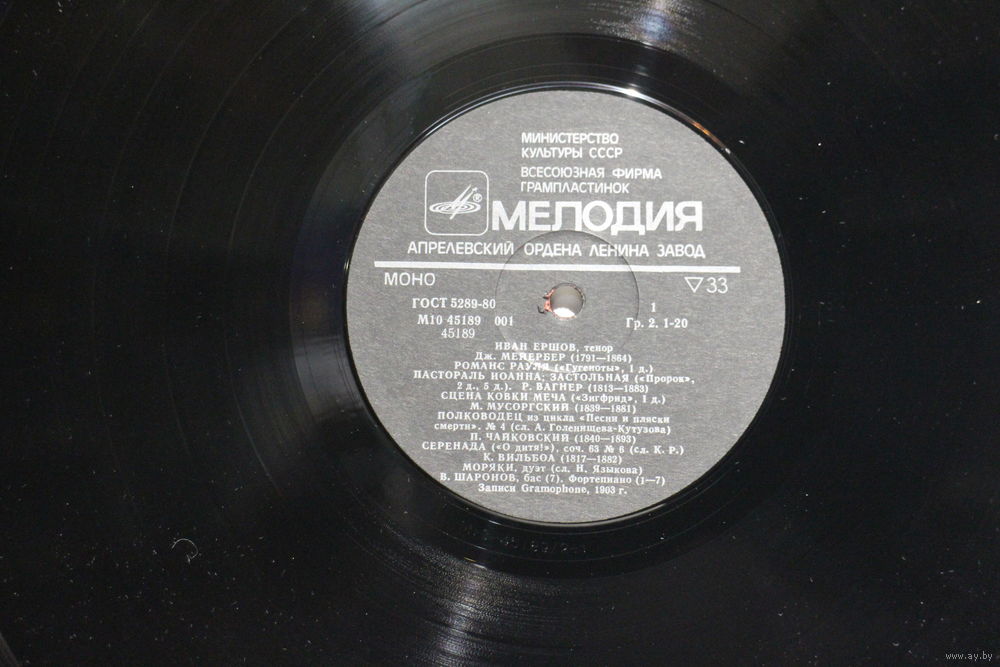 МИНИСТЕРСТВО
КУЛЬТУРЫ СССР
ВСЕСОЮЗНАЯ ФИРМА
ГРАМПЛАСТИНОК
®
МЕЛОДИЯ
АПРЕЛЕВСКИЙ ОРДЕНА ЛЕНИНА ЗАВОД
МОНО
▽33
ГОСТ 5289-80
М10 45189 001
45189
1
Гр. 2. 1-20
ИВАН ЕРШОВ, тенор
Дж. МЕЙЕРБЕР (1791—1864)
РОМАНС РАУЛЯ («Гугеноты», 1 д.)
ПАСТОРАЛЬ ИОАННА; ЗАСТОЛЬНАЯ («Пророк»,
2 д., 5 д.). Р. ВАГНЕР (1813—1883)
СЦЕНА КОВКИ МЕЧА («Зигфрид», 1 д.)
М. МУСОРГСКИЙ (1839—1881)
ПОЛКОВОДЕЦ из цикла «Песни и пляски
смерти», № 4 (сл. А. Голенищева-Кутузова)
П. ЧАЙКОВСКИЙ (1840—1893)
СЕРЕНАДА («О дитя!»), соч. 63 № 6 (сл. К. Р.)
К. ВИЛЬБОА (1817—1882)
МОРЯКИ, дуэт (сл. Н. Языкова)
В. ШАРОНОВ, бас (7). Фортепиано (1—7)
Записи Gramophone, 1903 г.
www.ay.by